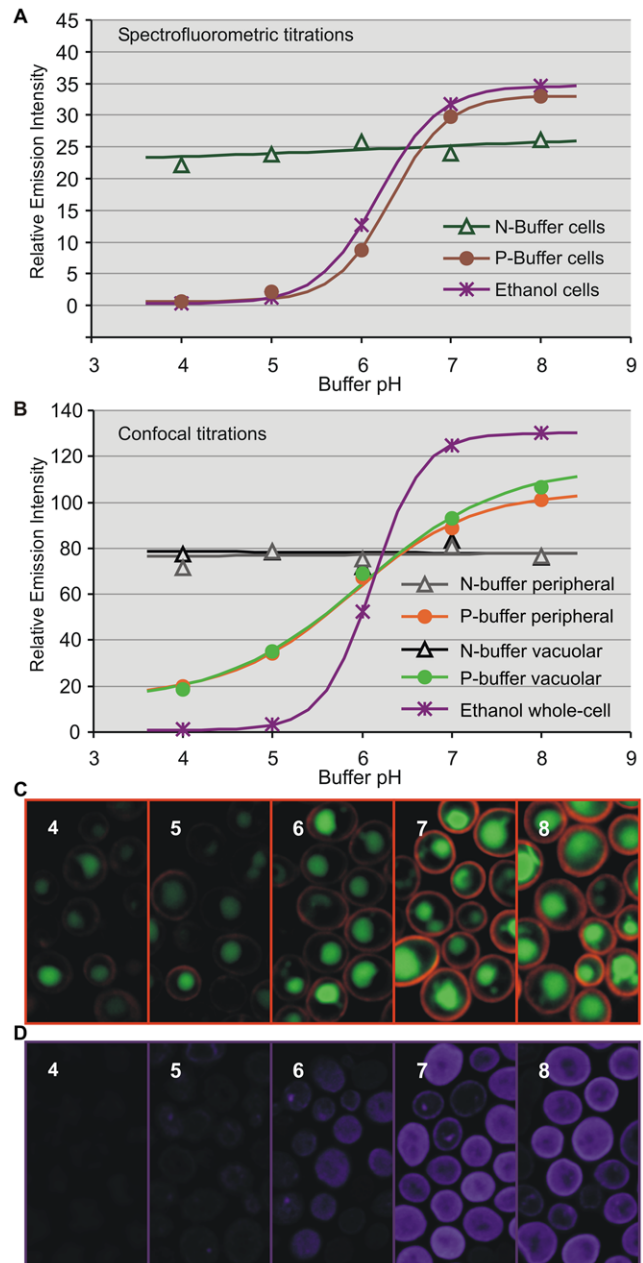 A
Spectrofluorometric titrations
Relative Emission Intensity
45
40
35
30
25
20
15
10
5
0
N-Buffer cells
P-Buffer cells
Ethanol cells
3 4 5 6 7 8 9
Buffer pH
B
Confocal titrations
Relative Emission Intensity
140
120
100
80
60
40
20
0
N-buffer peripheral
P-buffer peripheral
N-buffer vacuolar
P-buffer vacuolar
Ethanol whole-cell
3 4 5 6 7 8 9
Buffer pH
C
4 5 6 7 8
D
4 5 6 7 8